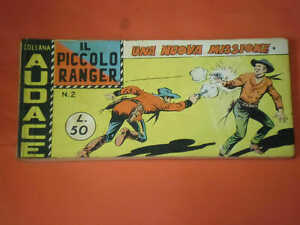 COLLANA
AUDACE
IL
PICCOLO
RANGER
N.2
L.
50
UNA NUOVA MISSIONE